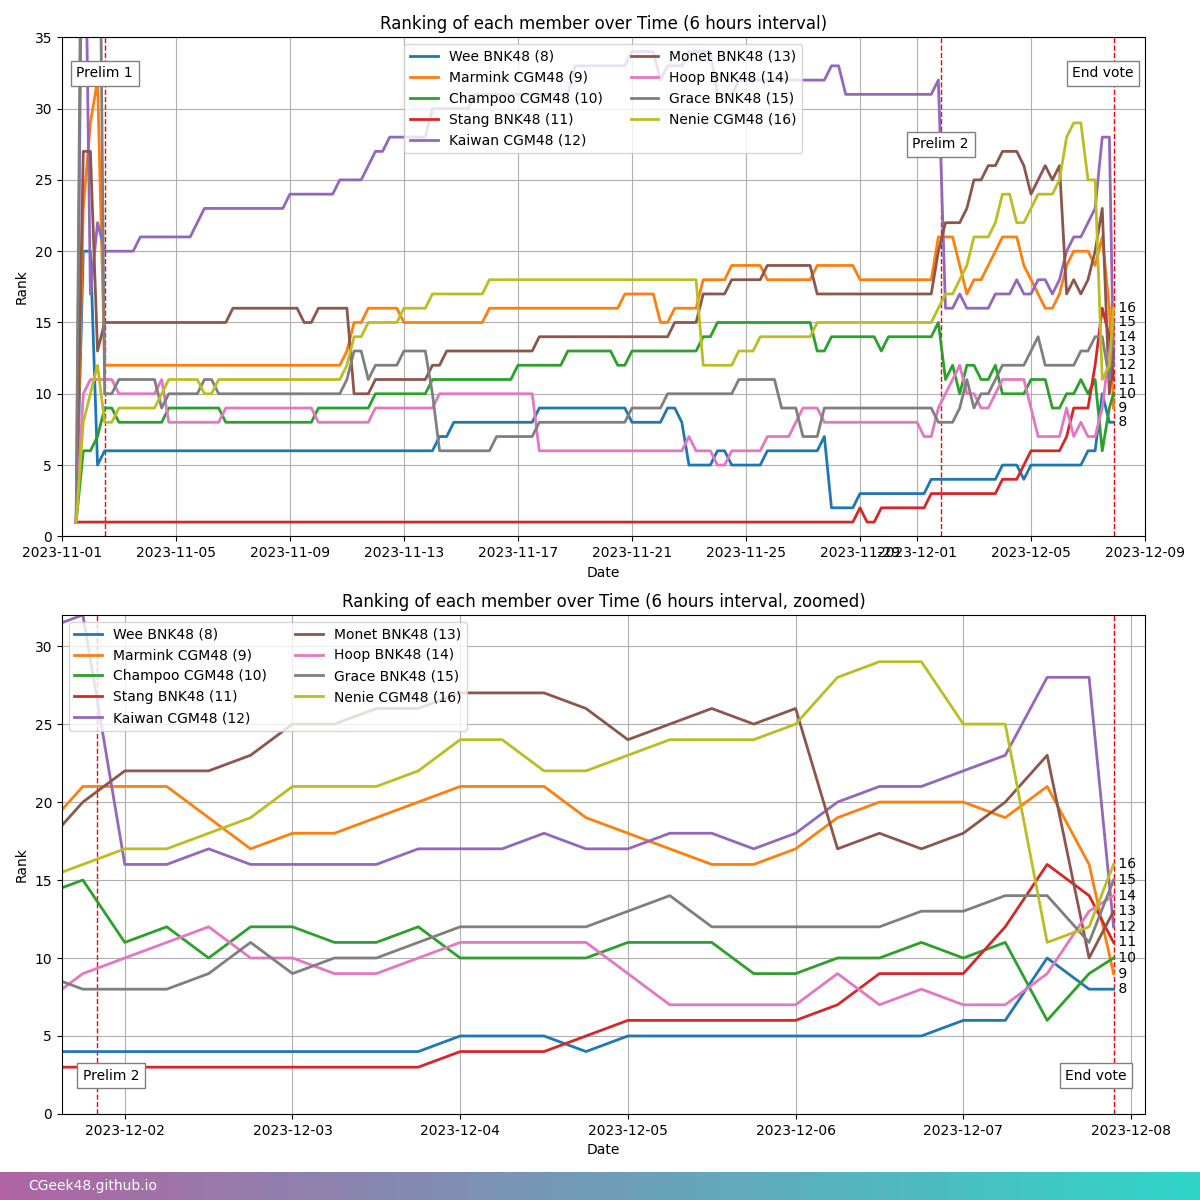 Ranking of each member over Time (6 hours interval)
35
30
25
20
15
10
5
0
Rank
Prelim 1
Wee BNK48 (8)
Marmink CGM48 (9)
Champoo CGM48 (10)
Stang BNK48 (11)
Kaiwan CGM48 (12)
Monet BNK48 (13)
Hoop BNK48 (14)
Grace BNK48 (15)
Nenie CGM48 (16)
End vote
Prelim 2
16
15
14
13
12
11
10
9
8
2023-11-01 2023-11-05 2023-11-09 2023-11-13 2023-11-17 2023-11-21 2023-11-25 2023-11-29 2023-12-01 2023-12-05 2023-12-09
Date
Ranking of each member over Time (6 hours interval, zoomed)
30
25
20
15
10
5
0
Rank
Wee BNK48 (8)
Marmink CGM48 (9)
Champoo CGM48 (10)
Stang BNK48 (11)
Kaiwan CGM48 (12)
Monet BNK48 (13)
Hoop BNK48 (14)
Grace BNK48 (15)
Nenie CGM48 (16)
16
15
14
13
12
11
10
9
8
Prelim 2
End vote
2023-12-02 2023-12-03 2023-12-04 2023-12-05 2023-12-06 2023-12-07 2023-12-08
Date
CGeek48.github.io